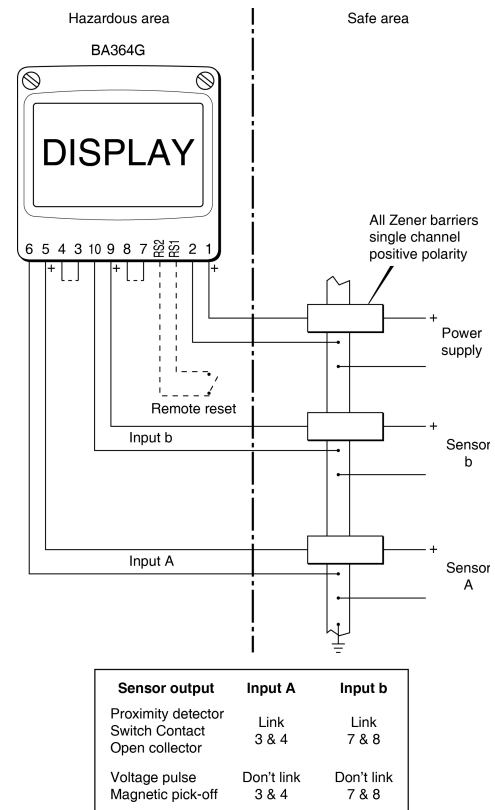 Hazardous area
Safe area
BA364G
DISPLAY
All Zener barriers
single channel
positive polarity
6 5 4 3 10 9 8 7 RS2 RS1 2 1
+ + +
+
Power
supply
Remote reset
+
Input b
Sensor
b
+
Input A
Sensor
A
Sensor output Input A Input b
Proximity detector
Switch Contact
Open collector
Link
3 & 4
Link
7 & 8
Voltage pulse
Magnetic pick-off
Don't link
3 & 4
Don't link
7 & 8